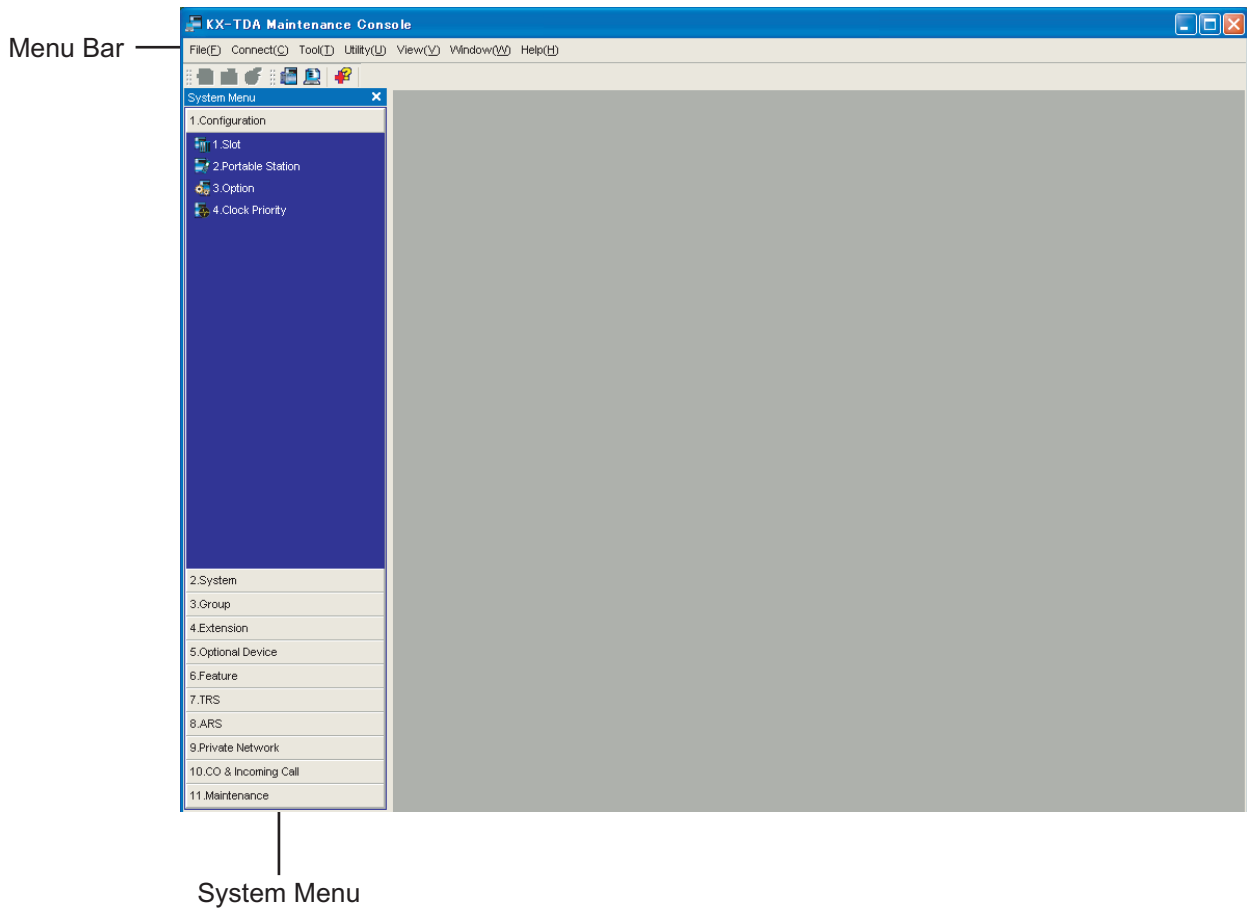 KX-TDA Maintenance Console
Menu Bar
File(F) Connect(C) Tool(T) Utility(U) View(V) Window(W) Help(H)
System Menu
1.Configuration
1.Slot
2.Portable Station
3.Option
4.Clock Priority
2.System
3.Group
4.Extension
5.Optional Device
6.Feature
7.TRS
8.ARS
9.Private Network
10.CO & Incoming Call
11.Maintenance
System Menu